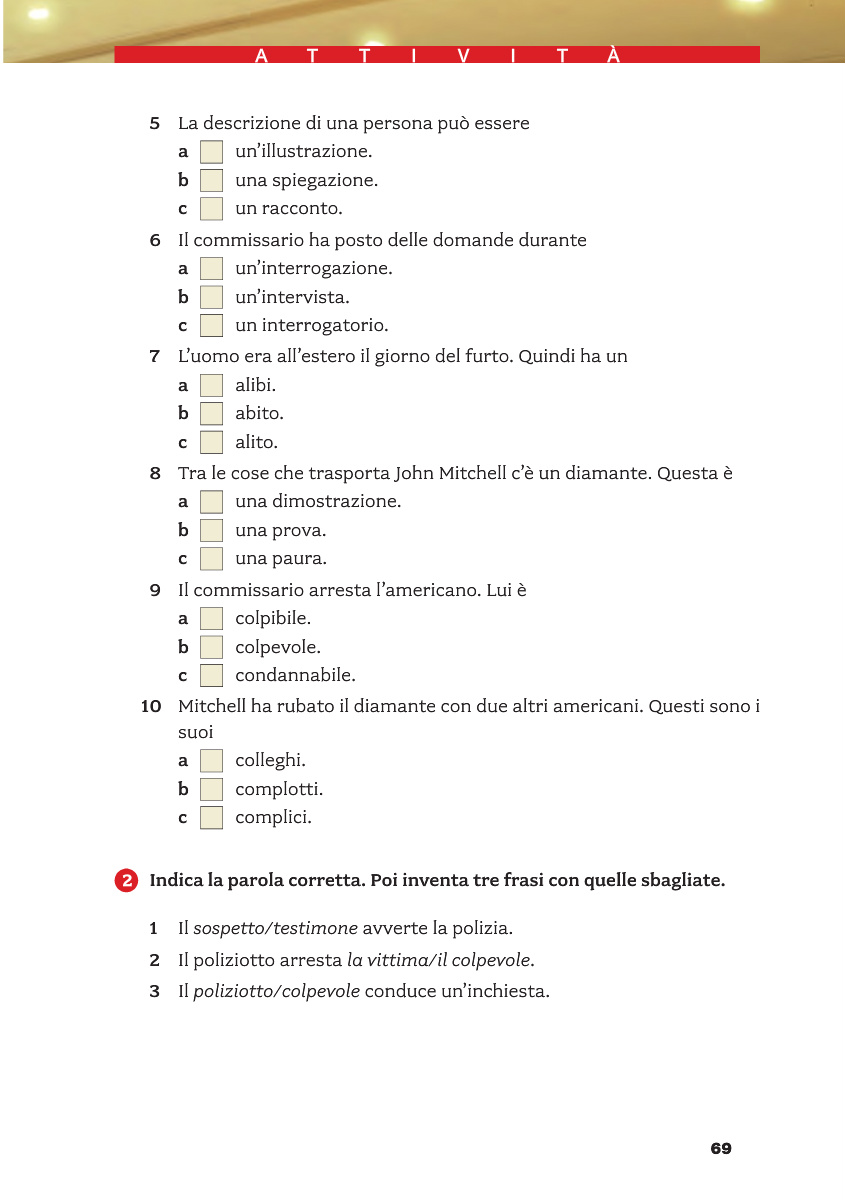 ATTIVITÀ
5 La descrizione di una persona può essere
a un’illustrazione.
b una spiegazione.
c un racconto.
6 Il commissario ha posto delle domande durante
a un’interrogazione.
b un’intervista.
c un interrogatorio.
7 L’uomo era all’estero il giorno del furto. Quindi ha un
a alibi.
b abito.
c alito.
8 Tra le cose che trasporta John Mitchell c’è un diamante. Questa è
a una dimostrazione.
b una prova.
c una paura.
9 Il commissario arresta l’americano. Lui è
a colpibile.
b colpevole.
c condannabile.
10 Mitchell ha rubato il diamante con due altri americani. Questi sono i
suoi
a colleghi.
b complotti.
c complici.
2 Indica la parola corretta. Poi inventa tre frasi con quelle sbagliate.
1 Il sospetto/testimone avverte la polizia.
2 Il poliziotto arresta la vittima/il colpevole.
3 Il poliziotto/colpevole conduce un’inchiesta.
69